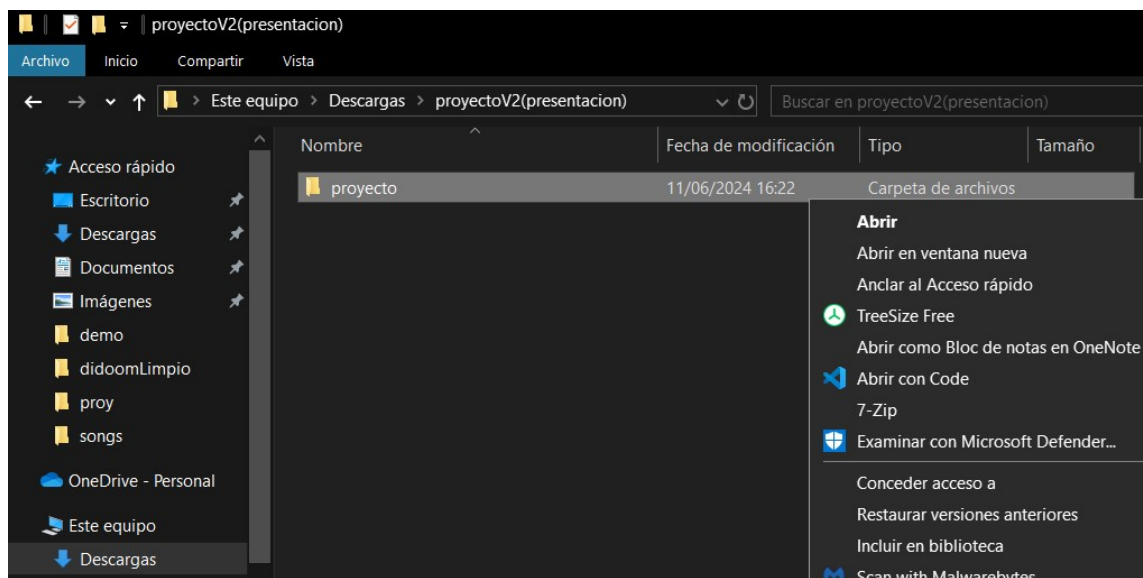 proyectoV2(presentacion)
Archivo Inicio Compartir Vista
Este equipo > Descargas > proyectoV2(presentacion) Buscar en proyectoV2(presentacion)
Nombre Fecha de modificación Tipo Tamaño
Acceso rápido
proyecto 11/06/2024 16:22 Carpeta de archivos
Escritorio
Descargas
Documentos
Imágenes
demo
didoomLimpio
proy
songs
OneDrive - Personal
Este equipo
Descargas
Abrir
Abrir en ventana nueva
Anclar al Acceso rápido
TreeSize Free
Abrir como Bloc de notas en OneNote
Abrir con Code
7-Zip
Examinar con Microsoft Defender...
Conceder acceso a
Restaurar versiones anteriores
Incluir en biblioteca
Scan with Malwarebytes